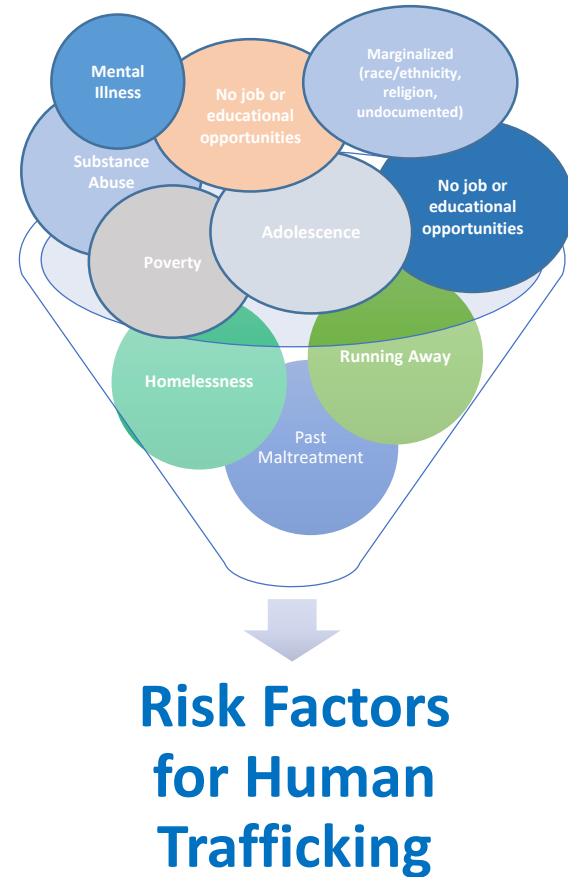 Mental
Illness
No job or
educational
opportunities
Marginalized
(race/ethnicity,
religion,
undocumented)
Substance
Abuse
No job or
educational
opportunities
Adolescence
Poverty
Homelessness
Running Away
Past
Maltreatment
Risk Factors
for Human
Trafficking